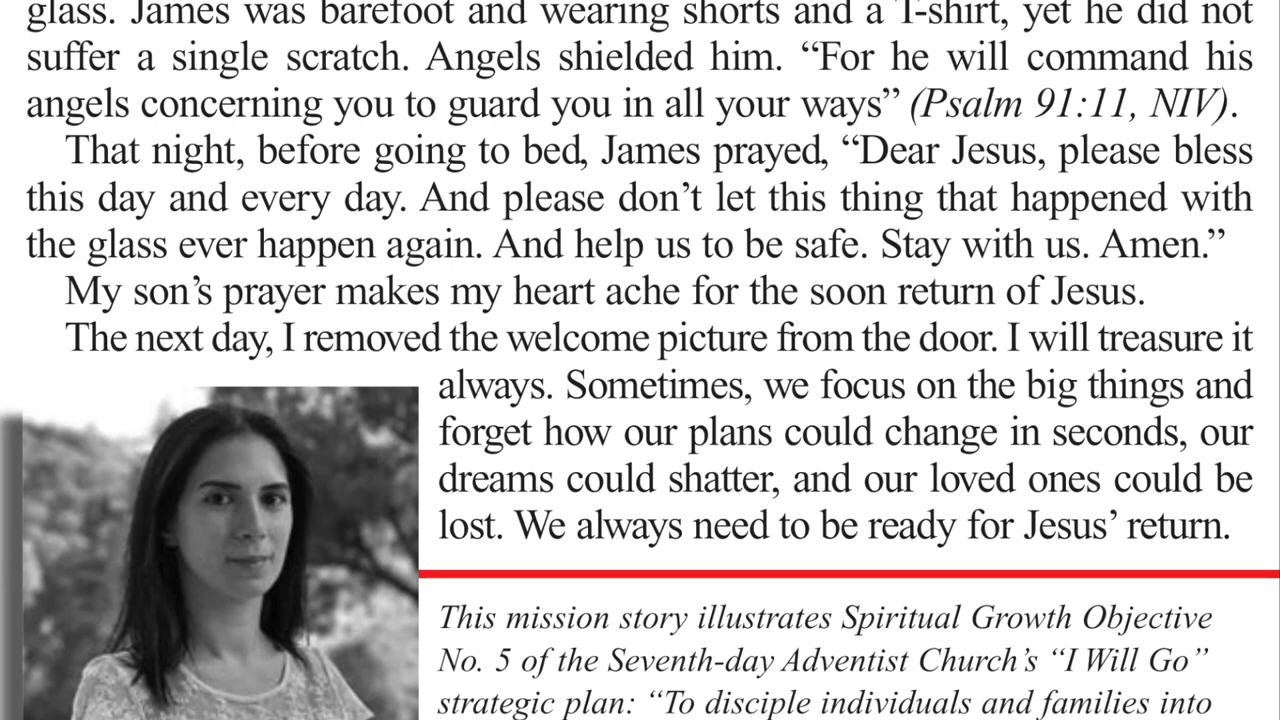 glass. James was barefoot and wearing shorts and a T-shirt, yet he did not
suffer a single scratch. Angels shielded him. “For he will command his
angels concerning you to guard you in all your ways” (Psalm 91:11, NIV).
That night, before going to bed, James prayed, “Dear Jesus, please bless
this day and every day. And please don’t let this thing that happened with
the glass ever happen again. And help us to be safe. Stay with us. Amen.”
My son’s prayer makes my heart ache for the soon return of Jesus.
The next day, I removed the welcome picture from the door. I will treasure it
always. Sometimes, we focus on the big things and
forget how our plans could change in seconds, our
dreams could shatter, and our loved ones could be
lost. We always need to be ready for Jesus’ return.
This mission story illustrates Spiritual Growth Objective
No. 5 of the Seventh-day Adventist Church’s “I Will Go”
strategic plan: “To disciple individuals and families into